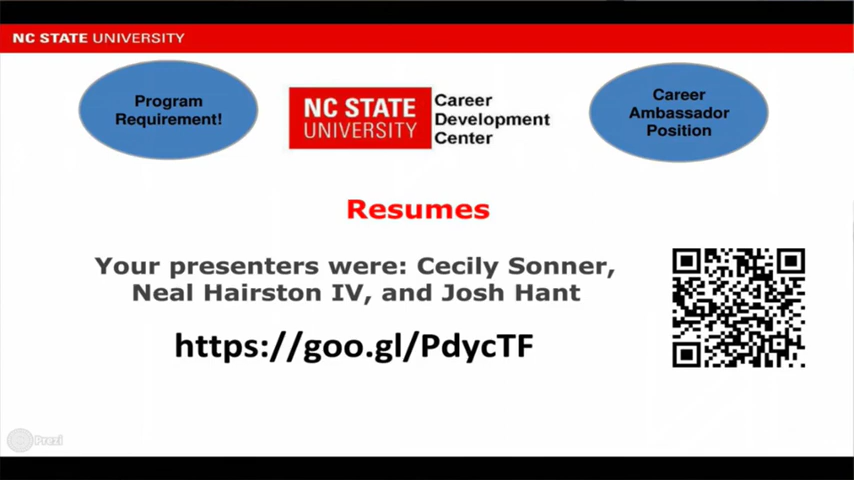 NC STATE UNIVERSITY
Program
Requirement!
NC STATE
UNIVERSITY
Career
Development
Center
Career
Ambassador
Position
Resumes
Your presenters were: Cecily Sonner,
Neal Hairston IV, and Josh Hant
https://goo.gl/PdycTF
Prezi